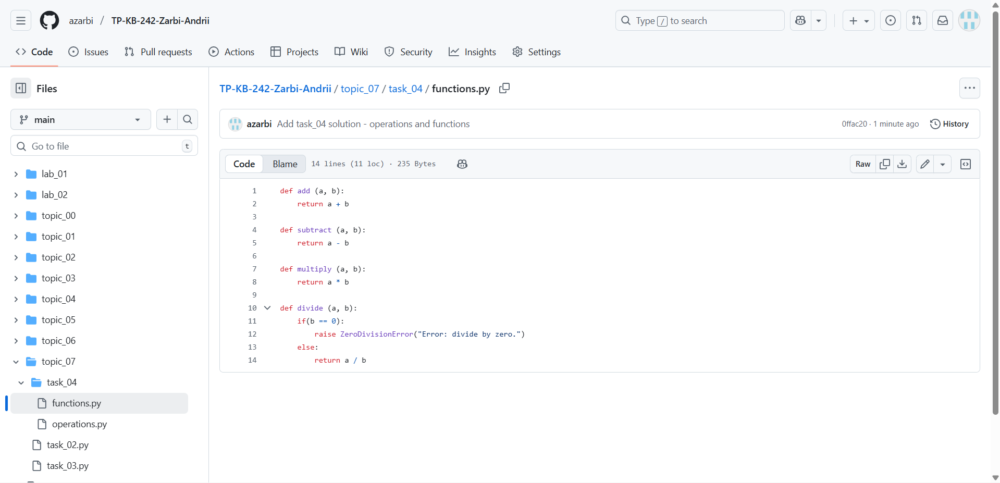 azarbi / TP-KB-242-Zarbi-Andrii
Type / to search
Code Issues Pull requests Actions Projects Wiki Security Insights Settings
Files
main
Go to file t
lab_01
lab_02
topic_00
topic_01
topic_02
topic_03
topic_04
topic_05
topic_06
topic_07
task_04
functions.py
operations.py
task_02.py
task_03.py
TP-KB-242-Zarbi-Andrii / topic_07 / task_04 / functions.py
azarbi Add task_04 solution - operations and functions 0ffac20 · 1 minute ago History
Code Blame 14 lines (11 loc) · 235 Bytes Raw
1 def add (a, b):
2 return a + b
3
4 def subtract (a, b):
5 return a - b
6
7 def multiply (a, b):
8 return a * b
9
10 def divide (a, b):
11 if(b == 0):
12 raise ZeroDivisionError("Error: divide by zero.")
13 else:
14 return a / b